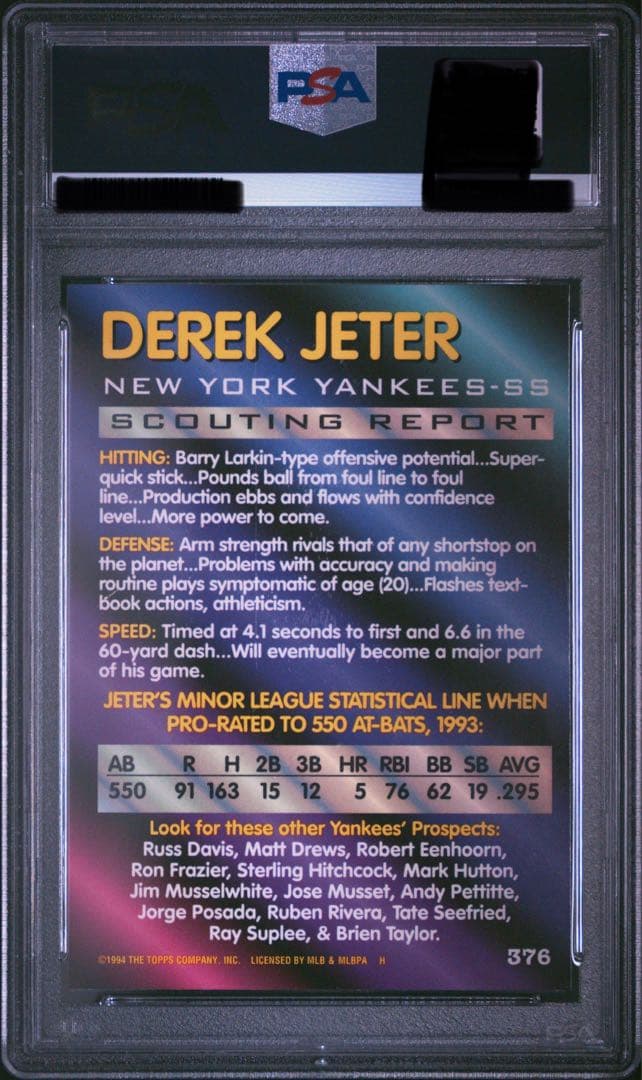 PSA
PSA
DEREK JETER
NEW YORK YANKEES-SS
SCOUTING REPORT
HITTING: Barry Larkin-type offensive potential...Super-
quick stick...Pounds ball from foul line to foul
line...Production ebbs and flows with confidence
level...More power to come.
DEFENSE: Arm strength rivals that of any shortstop on
the planet...Problems with accuracy and making
routine plays symptomatic of age (20)...Flashes text-
book actions, athleticism.
SPEED: Timed at 4.1 seconds to first and 6.6 in the
60-yard dash...Will eventually become a major part
of his game.
JETER'S MINOR LEAGUE STATISTICAL LINE WHEN
PRO-RATED TO 550 AT-BATS, 1993:
AB R H 2B 3B HR RBI BB SB AVG
550 91 163 15 12 5 76 62 19 .295
Look for these other Yankees' Prospects:
Russ Davis, Matt Drews, Robert Eenhoorn,
Ron Frazier, Sterling Hitchcock, Mark Hutton,
Jim Musselwhite, Jose Musset, Andy Pettitte,
Jorge Posada, Ruben Rivera, Tate Seefried,
Ray Suplee, & Brien Taylor.
©1994 THE TOPPS COMPANY, INC. LICENSED BY MLB & MLBPA H
376
PSA